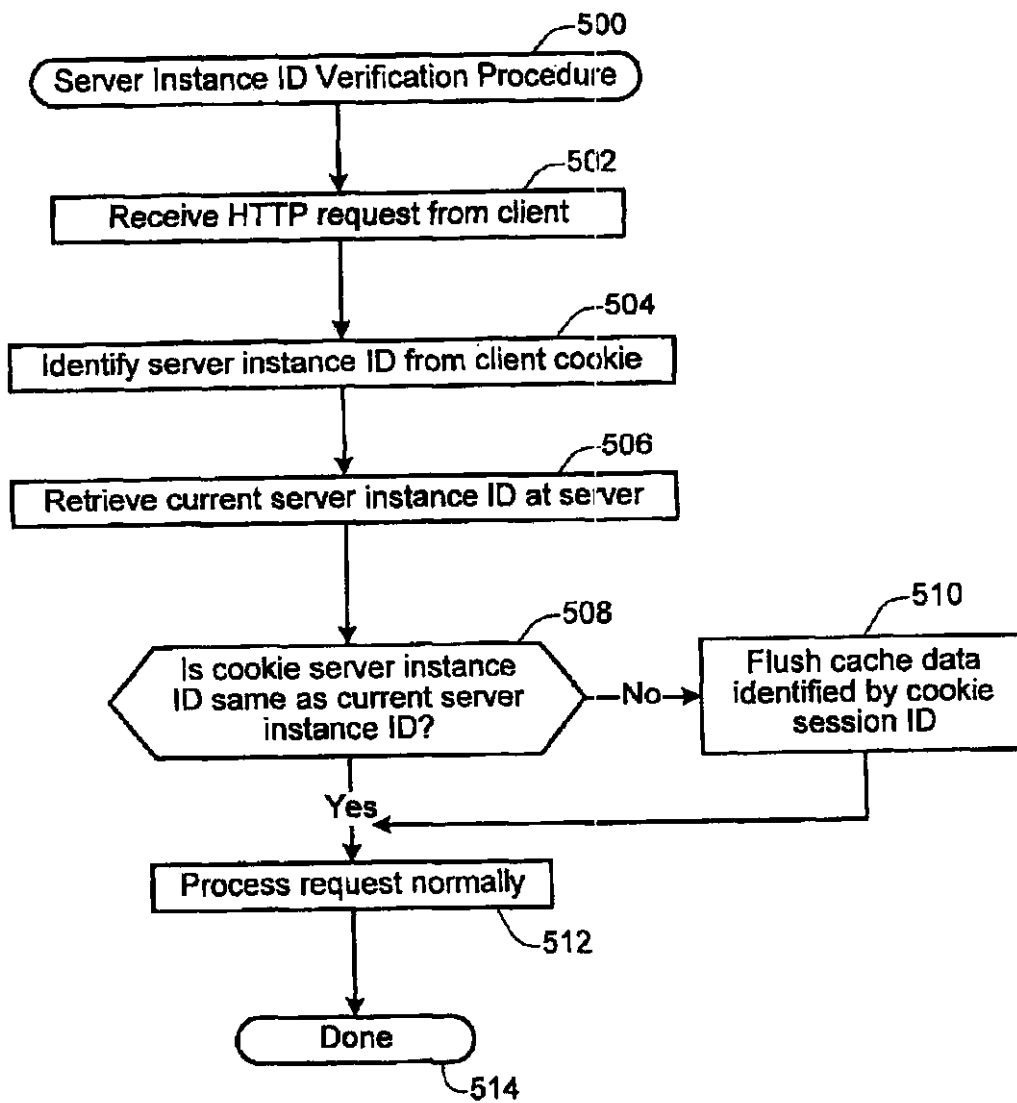 500
Server Instance ID Verification Procedure
502
Receive HTTP request from client
504
Identify server instance ID from client cookie
506
Retrieve current server instance ID at server
508
Is cookie server instance
ID same as current server
instance ID?
No
510
Flush cache data
identified by cookie
session ID
Yes
Process request normally
512
Done
514